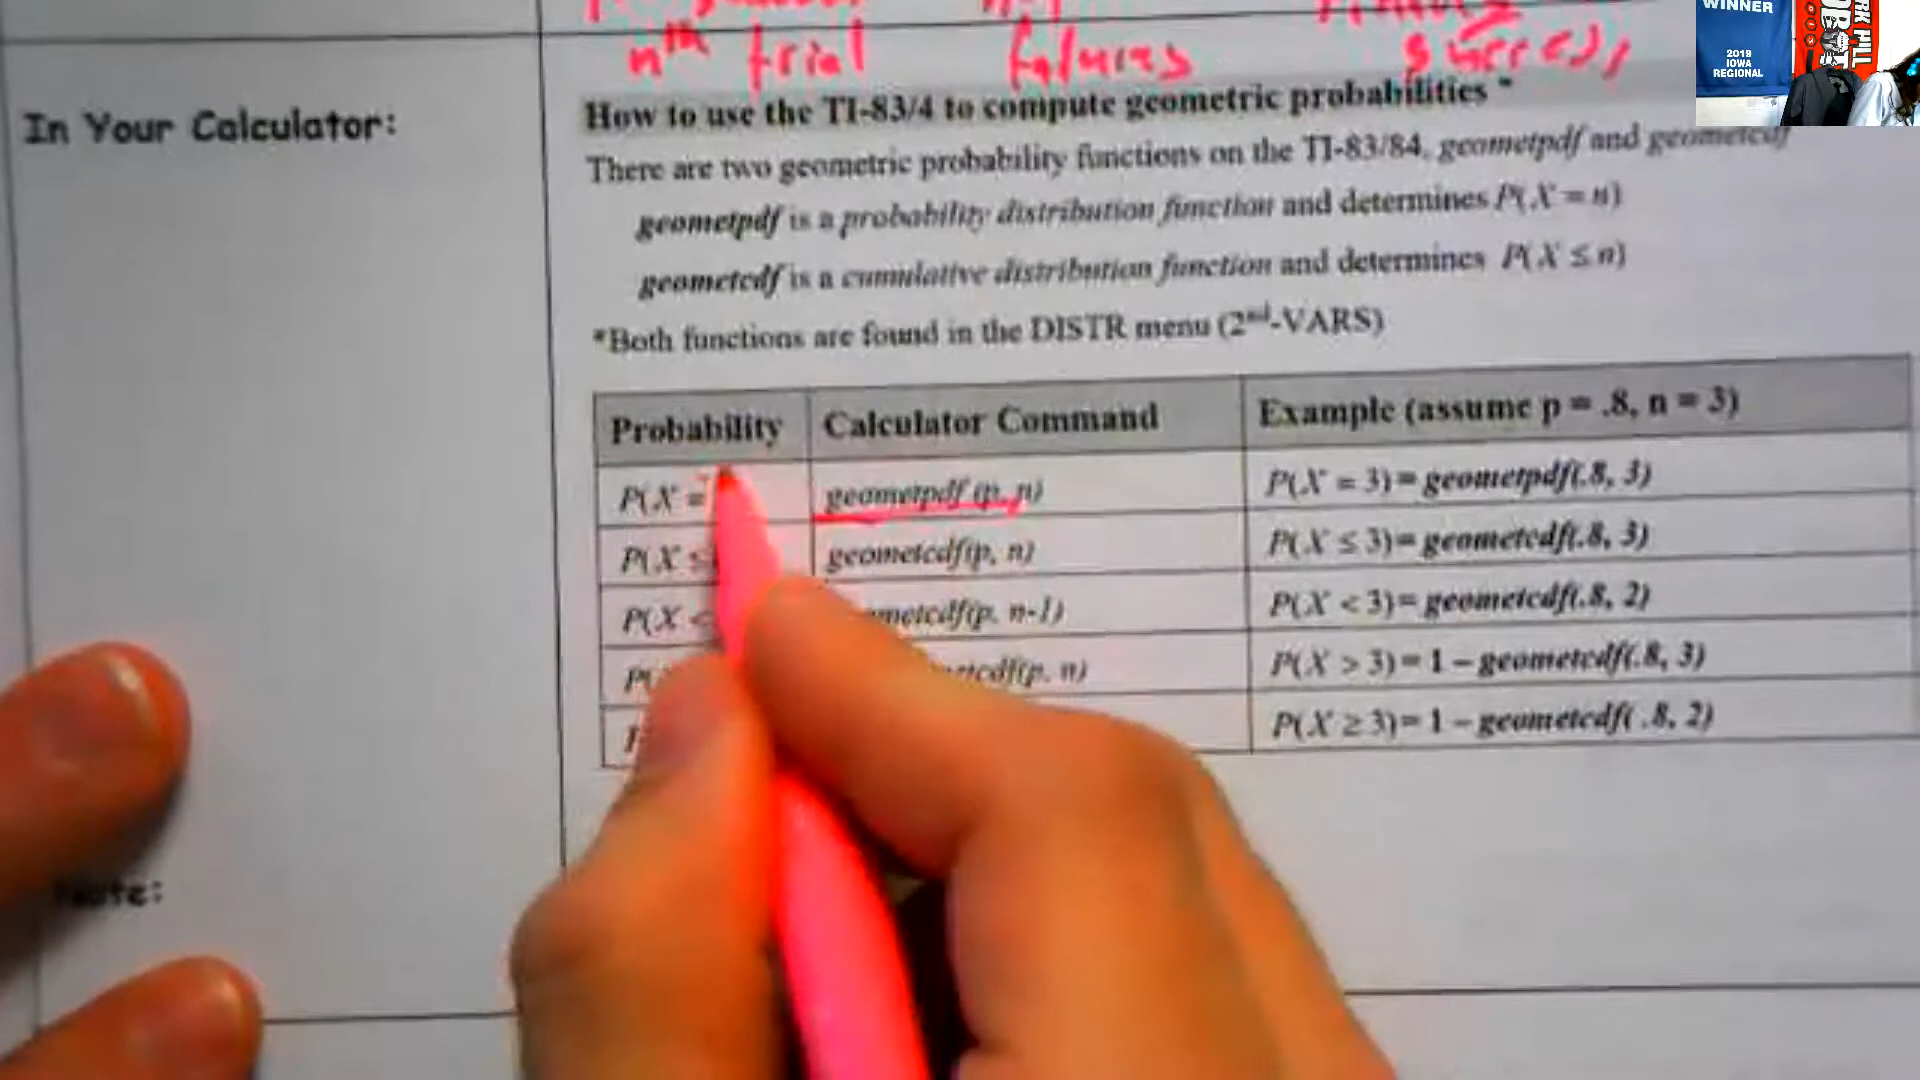 nth trial failures success,
In Your Calculator:
How to use the TI-83/4 to compute geometric probabilities *
There are two geometric probability functions on the TI-83/84, geometpdf and geometcdf
geometpdf is a probability distribution function and determines P(X = n)
geometcdf is a cumulative distribution function and determines P(X ≤ n)
*Both functions are found in the DISTR menu (2nd-VARS)
Probability Calculator Command Example (assume p = .8, n = 3)
P(X = geometpdf (p, n) P(X = 3) = geometpdf(.8, 3)
P(X ≤ geometcdf(p, n) P(X ≤ 3) = geometcdf(.8, 3)
P(X < metcdf(p, n-1) P(X < 3) = geometcdf(.8, 2)
P( etcdf(p, n) P(X > 3) = 1 – geometcdf(.8, 3)
P(X ≥ 3) = 1 – geometcdf( .8, 2)
WINNER
2019
IOWA
REGIONAL